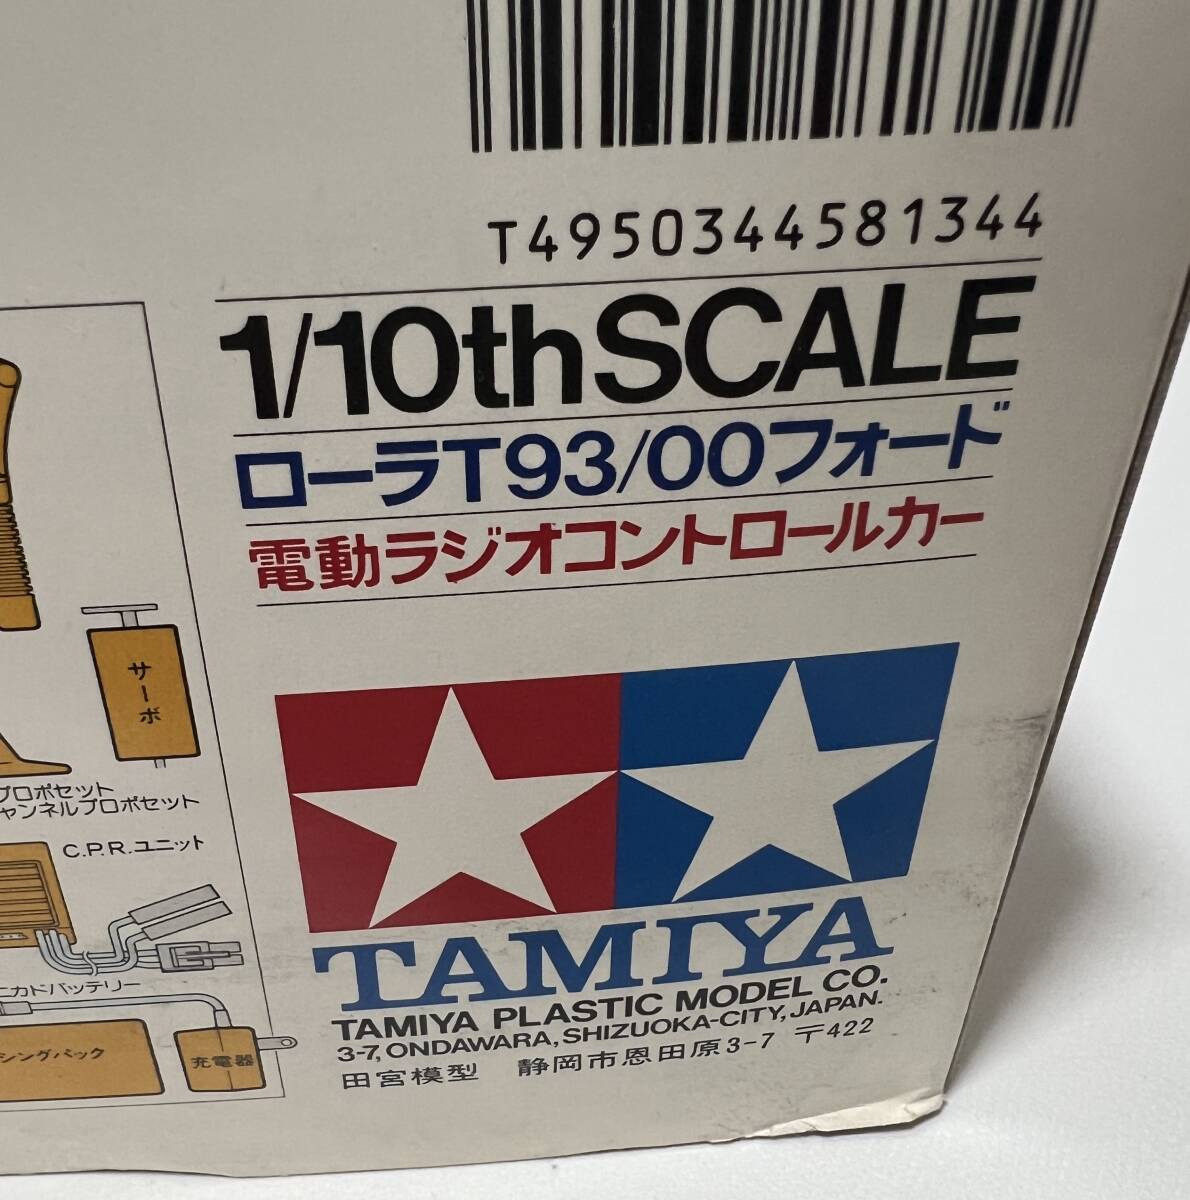 T4950344581344
1/10thSCALE
ローラT93/00フォード
電動ラジオコントロールカー
サーボ
プロポセット
ャンネルプロポセット
C.P.R.ユニット
ニカドバッテリー
シングパック
充電器
TAMIYA
TAMIYA PLASTIC MODEL CO.
3-7, ONDAWARA, SHIZUOKA-CITY, JAPAN.
田宮模型 静岡市恩田原3-7 〒422